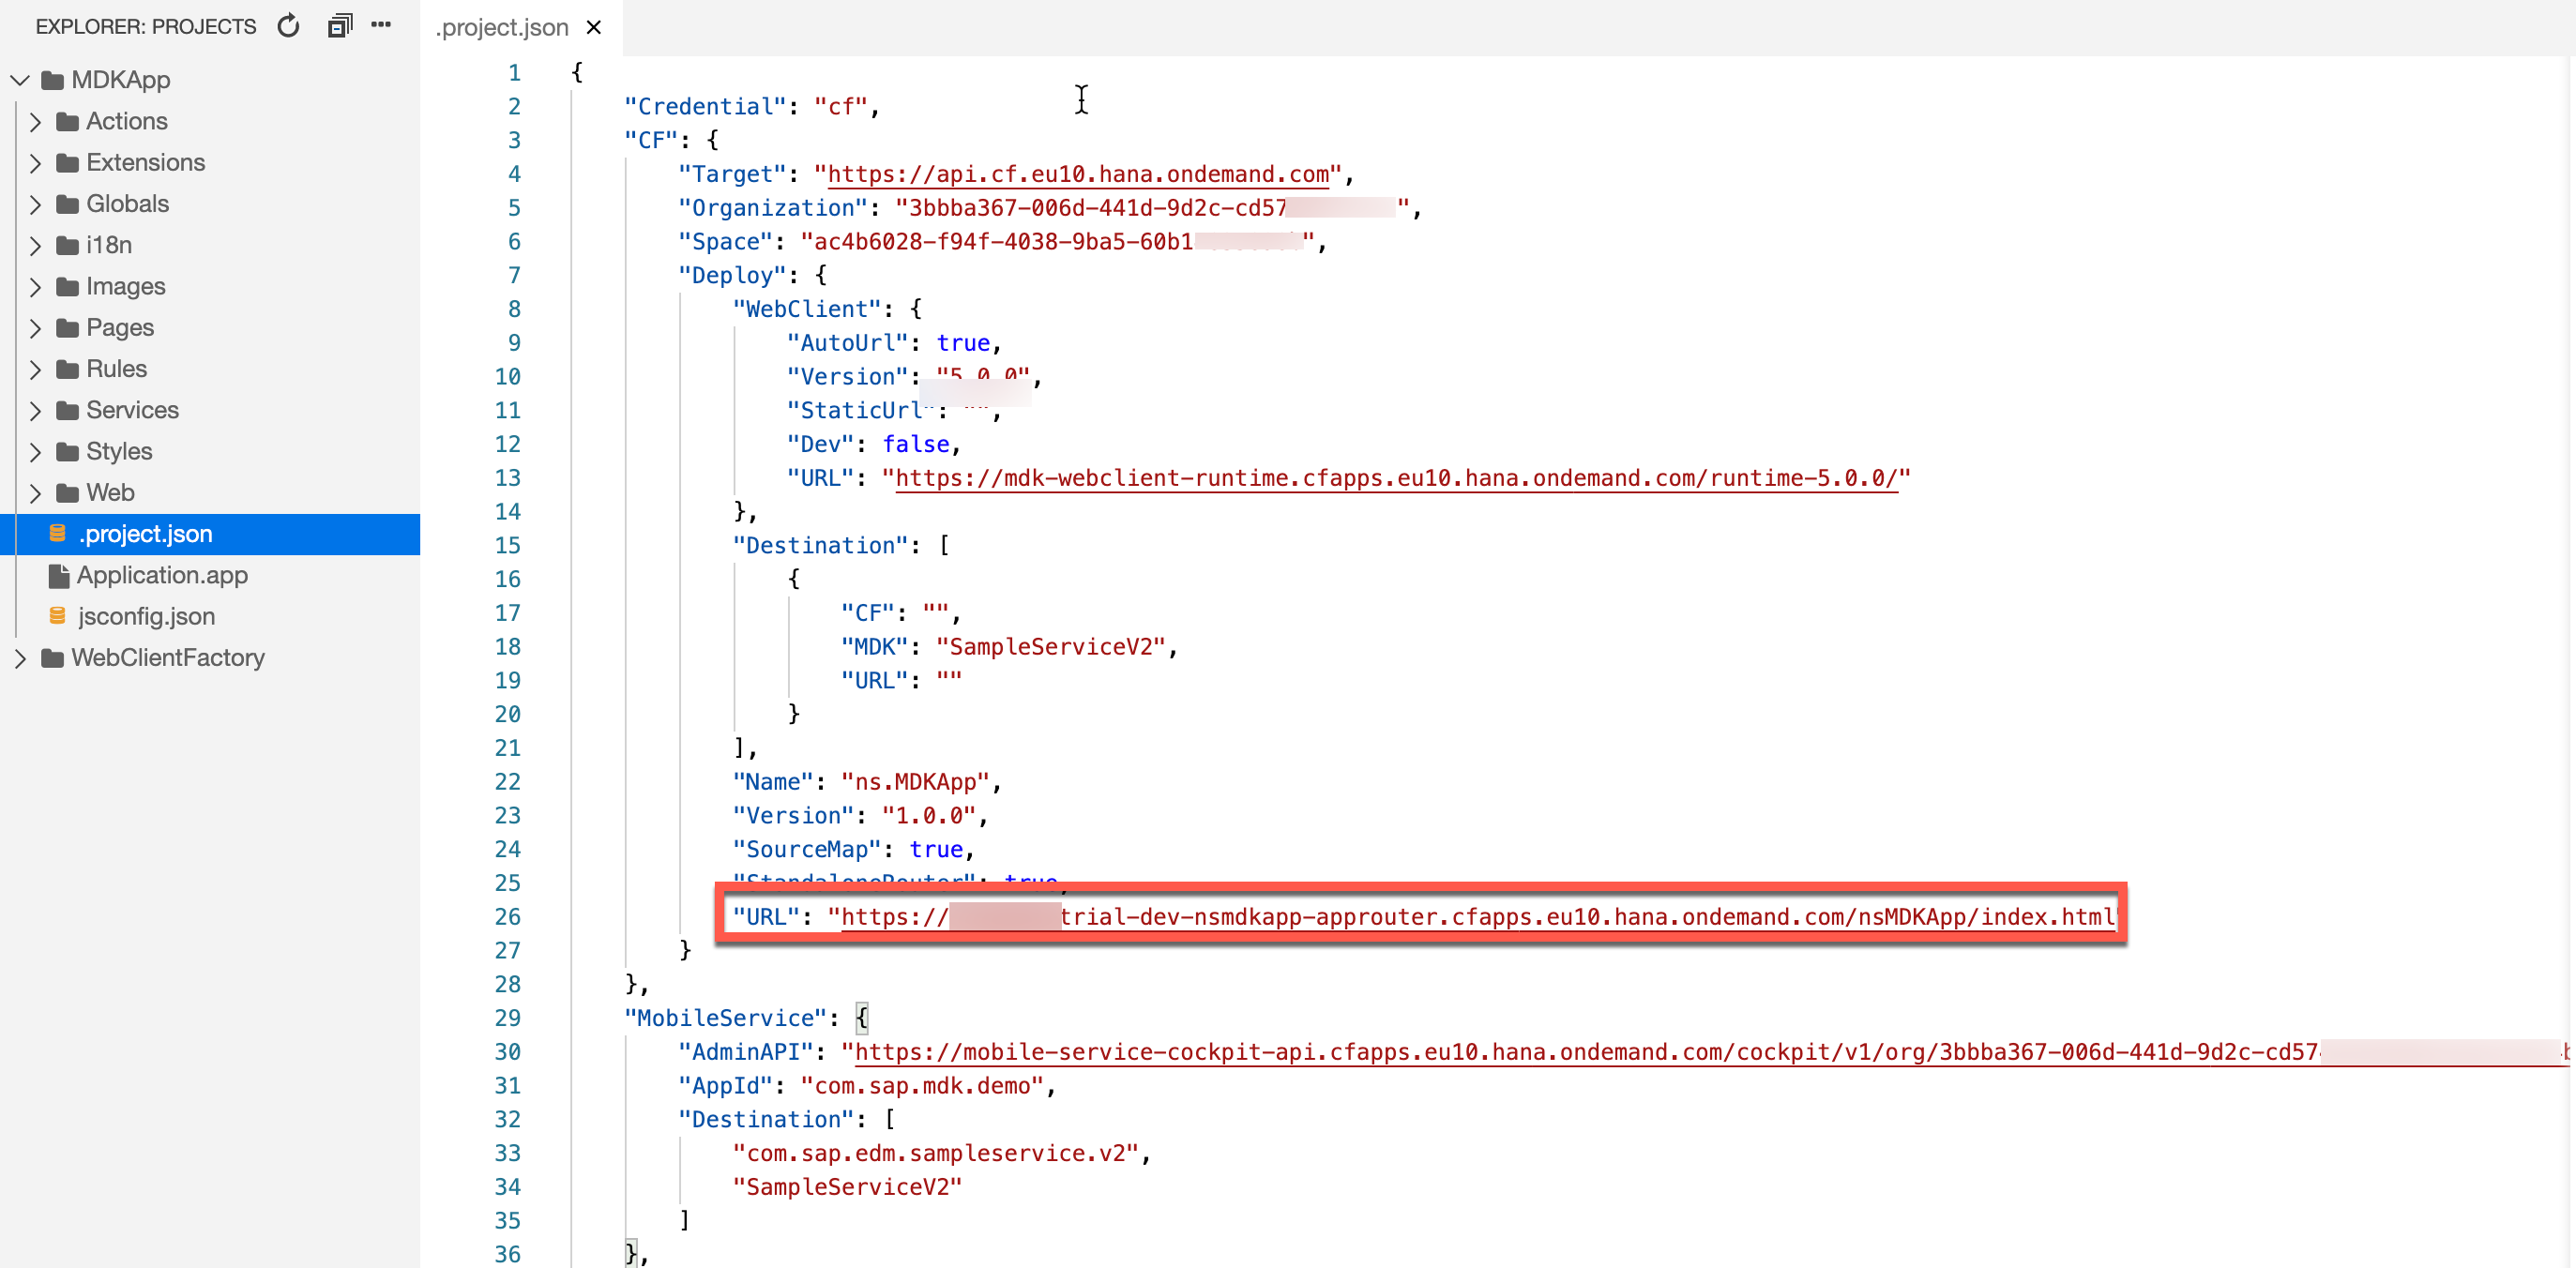 EXPLORER: PROJECTS
MDKApp
Actions
Extensions
Globals
i18n
Images
Pages
Rules
Services
Styles
Web
.project.json
Application.app
jsconfig.json
WebClientFactory
.project.json
1 {
2 "Credential": "cf",
3 "CF": {
4 "Target": "https://api.cf.eu10.hana.ondemand.com",
5 "Organization": "3bbba367-006d-441d-9d2c-cd57",
6 "Space": "ac4b6028-f94f-4038-9ba5-60b1",
7 "Deploy": {
8 "WebClient": {
9 "AutoUrl": true,
10 "Version": "5.0.0",
11 "StaticUrl": "",
12 "Dev": false,
13 "URL": "https://mdk-webclient-runtime.cfapps.eu10.hana.ondemand.com/runtime-5.0.0/"
14 },
15 "Destination": [
16 {
17 "CF": "",
18 "MDK": "SampleServiceV2",
19 "URL": ""
20 }
21 ],
22 "Name": "ns.MDKApp",
23 "Version": "1.0.0",
24 "SourceMap": true,
25 "StandaloneRouter": true,
26 "URL": "https://trial-dev-nsmdkapp-approuter.cfapps.eu10.hana.ondemand.com/nsMDKApp/index.html"
27 }
28 },
29 "MobileService": {
30 "AdminAPI": "https://mobile-service-cockpit-api.cfapps.eu10.hana.ondemand.com/cockpit/v1/org/3bbba367-006d-441d-9d2c-cd57
31 "AppId": "com.sap.mdk.demo",
32 "Destination": [
33 "com.sap.edm.sampleservice.v2",
34 "SampleServiceV2"
35 ]
36 },